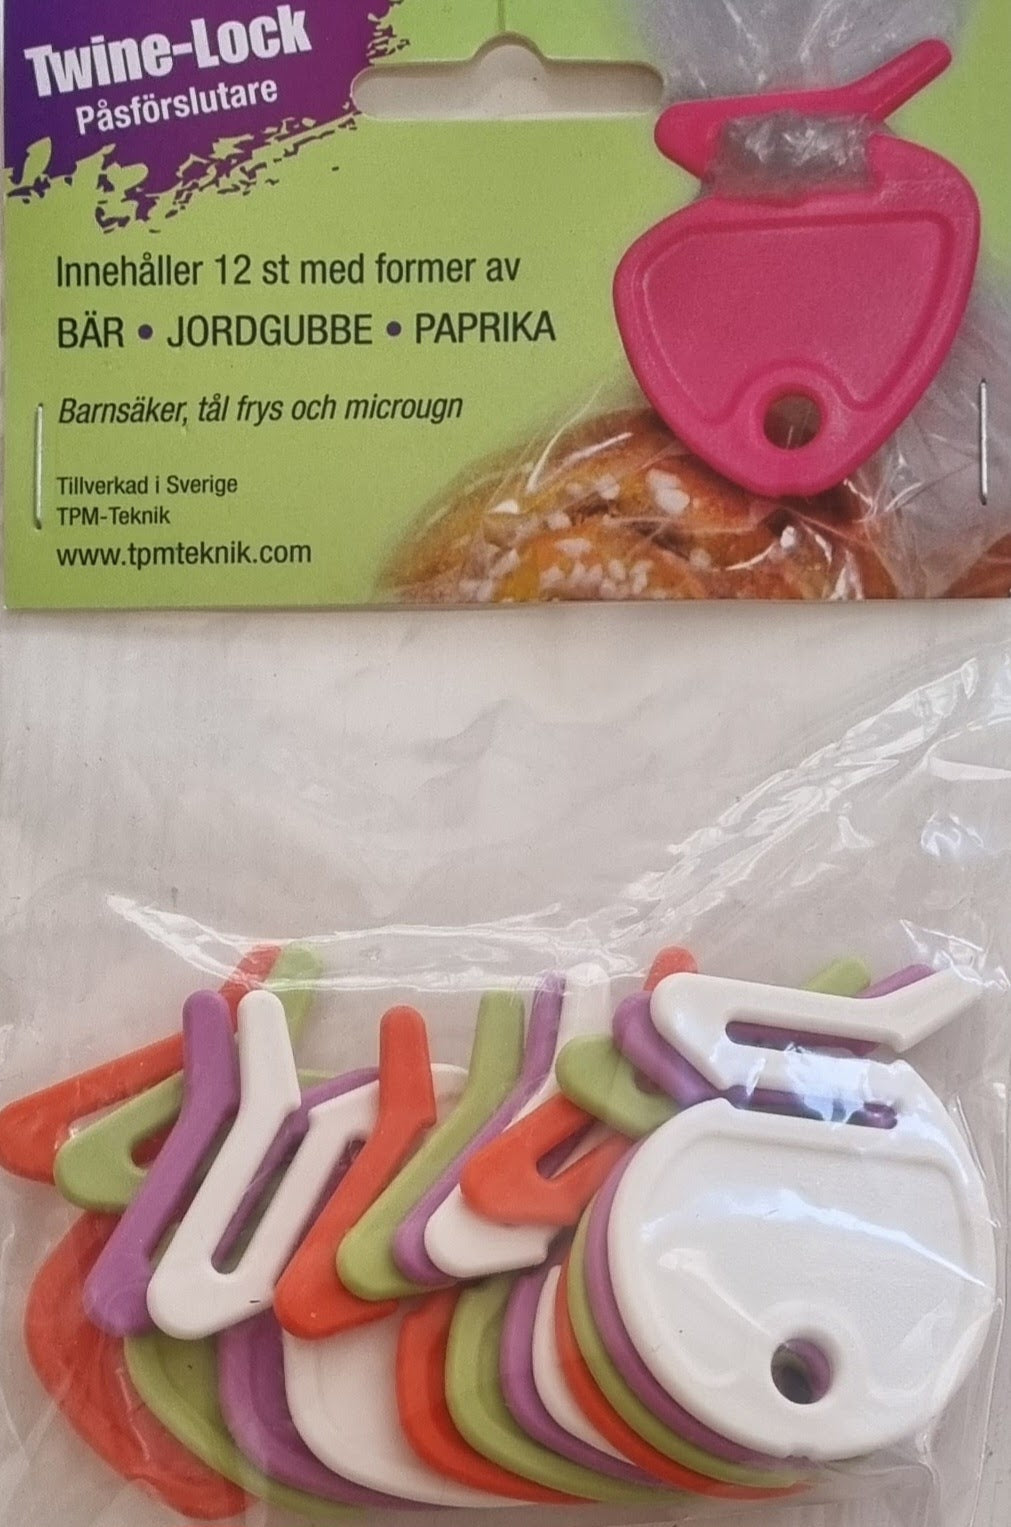 Twine-Lock
Påsförslutare
Innehåller 12 st med former av
BÄR • JORDGUBBE • PAPRIKA
Barnsäker, tål frys och microugn
Tillverkad i Sverige
TPM-Teknik
www.tpmteknik.com